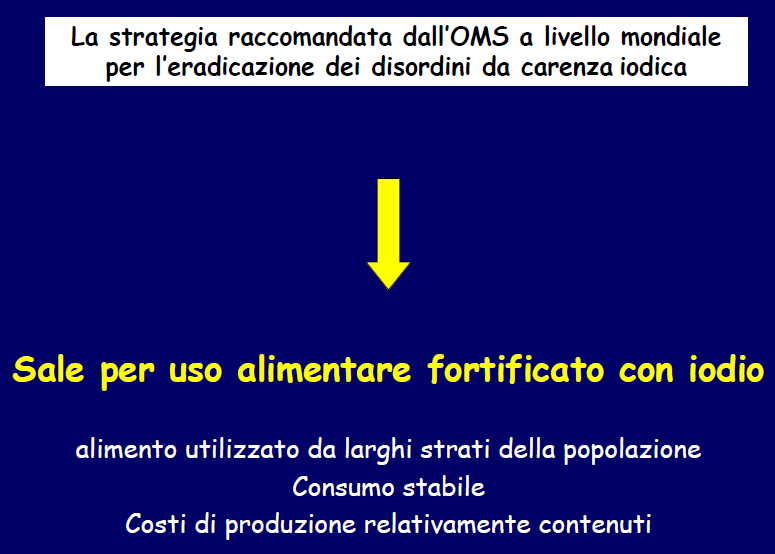 La strategia raccomandata dall'OMS a livello mondiale
per l'eradicazione dei disordini da carenza iodica
Sale per uso alimentare fortificato con iodio
alimento utilizzato da larghi strati della popolazione
Consumo stabile
Costi di produzione relativamente contenuti